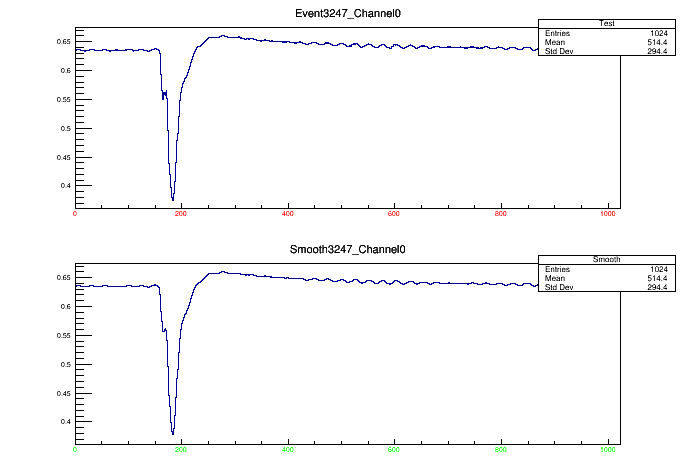 Event3247_Channel0
Test
Entries 1024
Mean 514.4
Std Dev 294.4
0.65
0.6
0.55
0.5
0.45
0.4
0 200 400 600 800 1000
Smooth3247_Channel0
Smooth
Entries 1024
Mean 514.4
Std Dev 294.4
0.65
0.6
0.55
0.5
0.45
0.4
0 200 400 600 800 1000